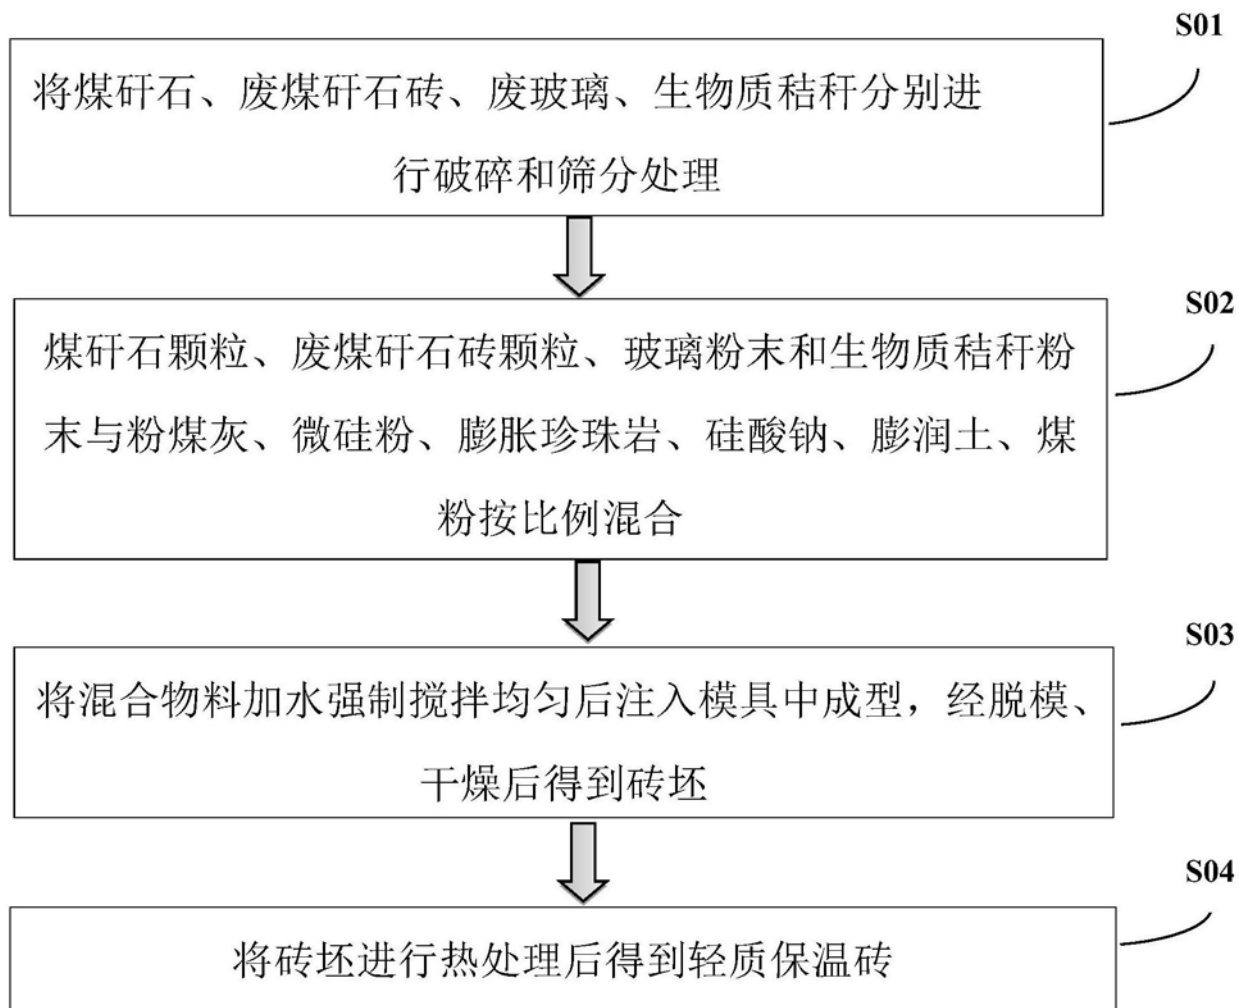 S01
将煤矸石、废煤矸石砖、废玻璃、生物质秸秆分别进
行破碎和筛分处理
S02
煤矸石颗粒、废煤矸石砖颗粒、玻璃粉末和生物质秸秆粉
末与粉煤灰、微硅粉、膨胀珍珠岩、硅酸钠、膨润土、煤
粉按比例混合
S03
将混合物料加水强制搅拌均匀后注入模具中成型，经脱模、
干燥后得到砖坯
S04
将砖坯进行热处理后得到轻质保温砖